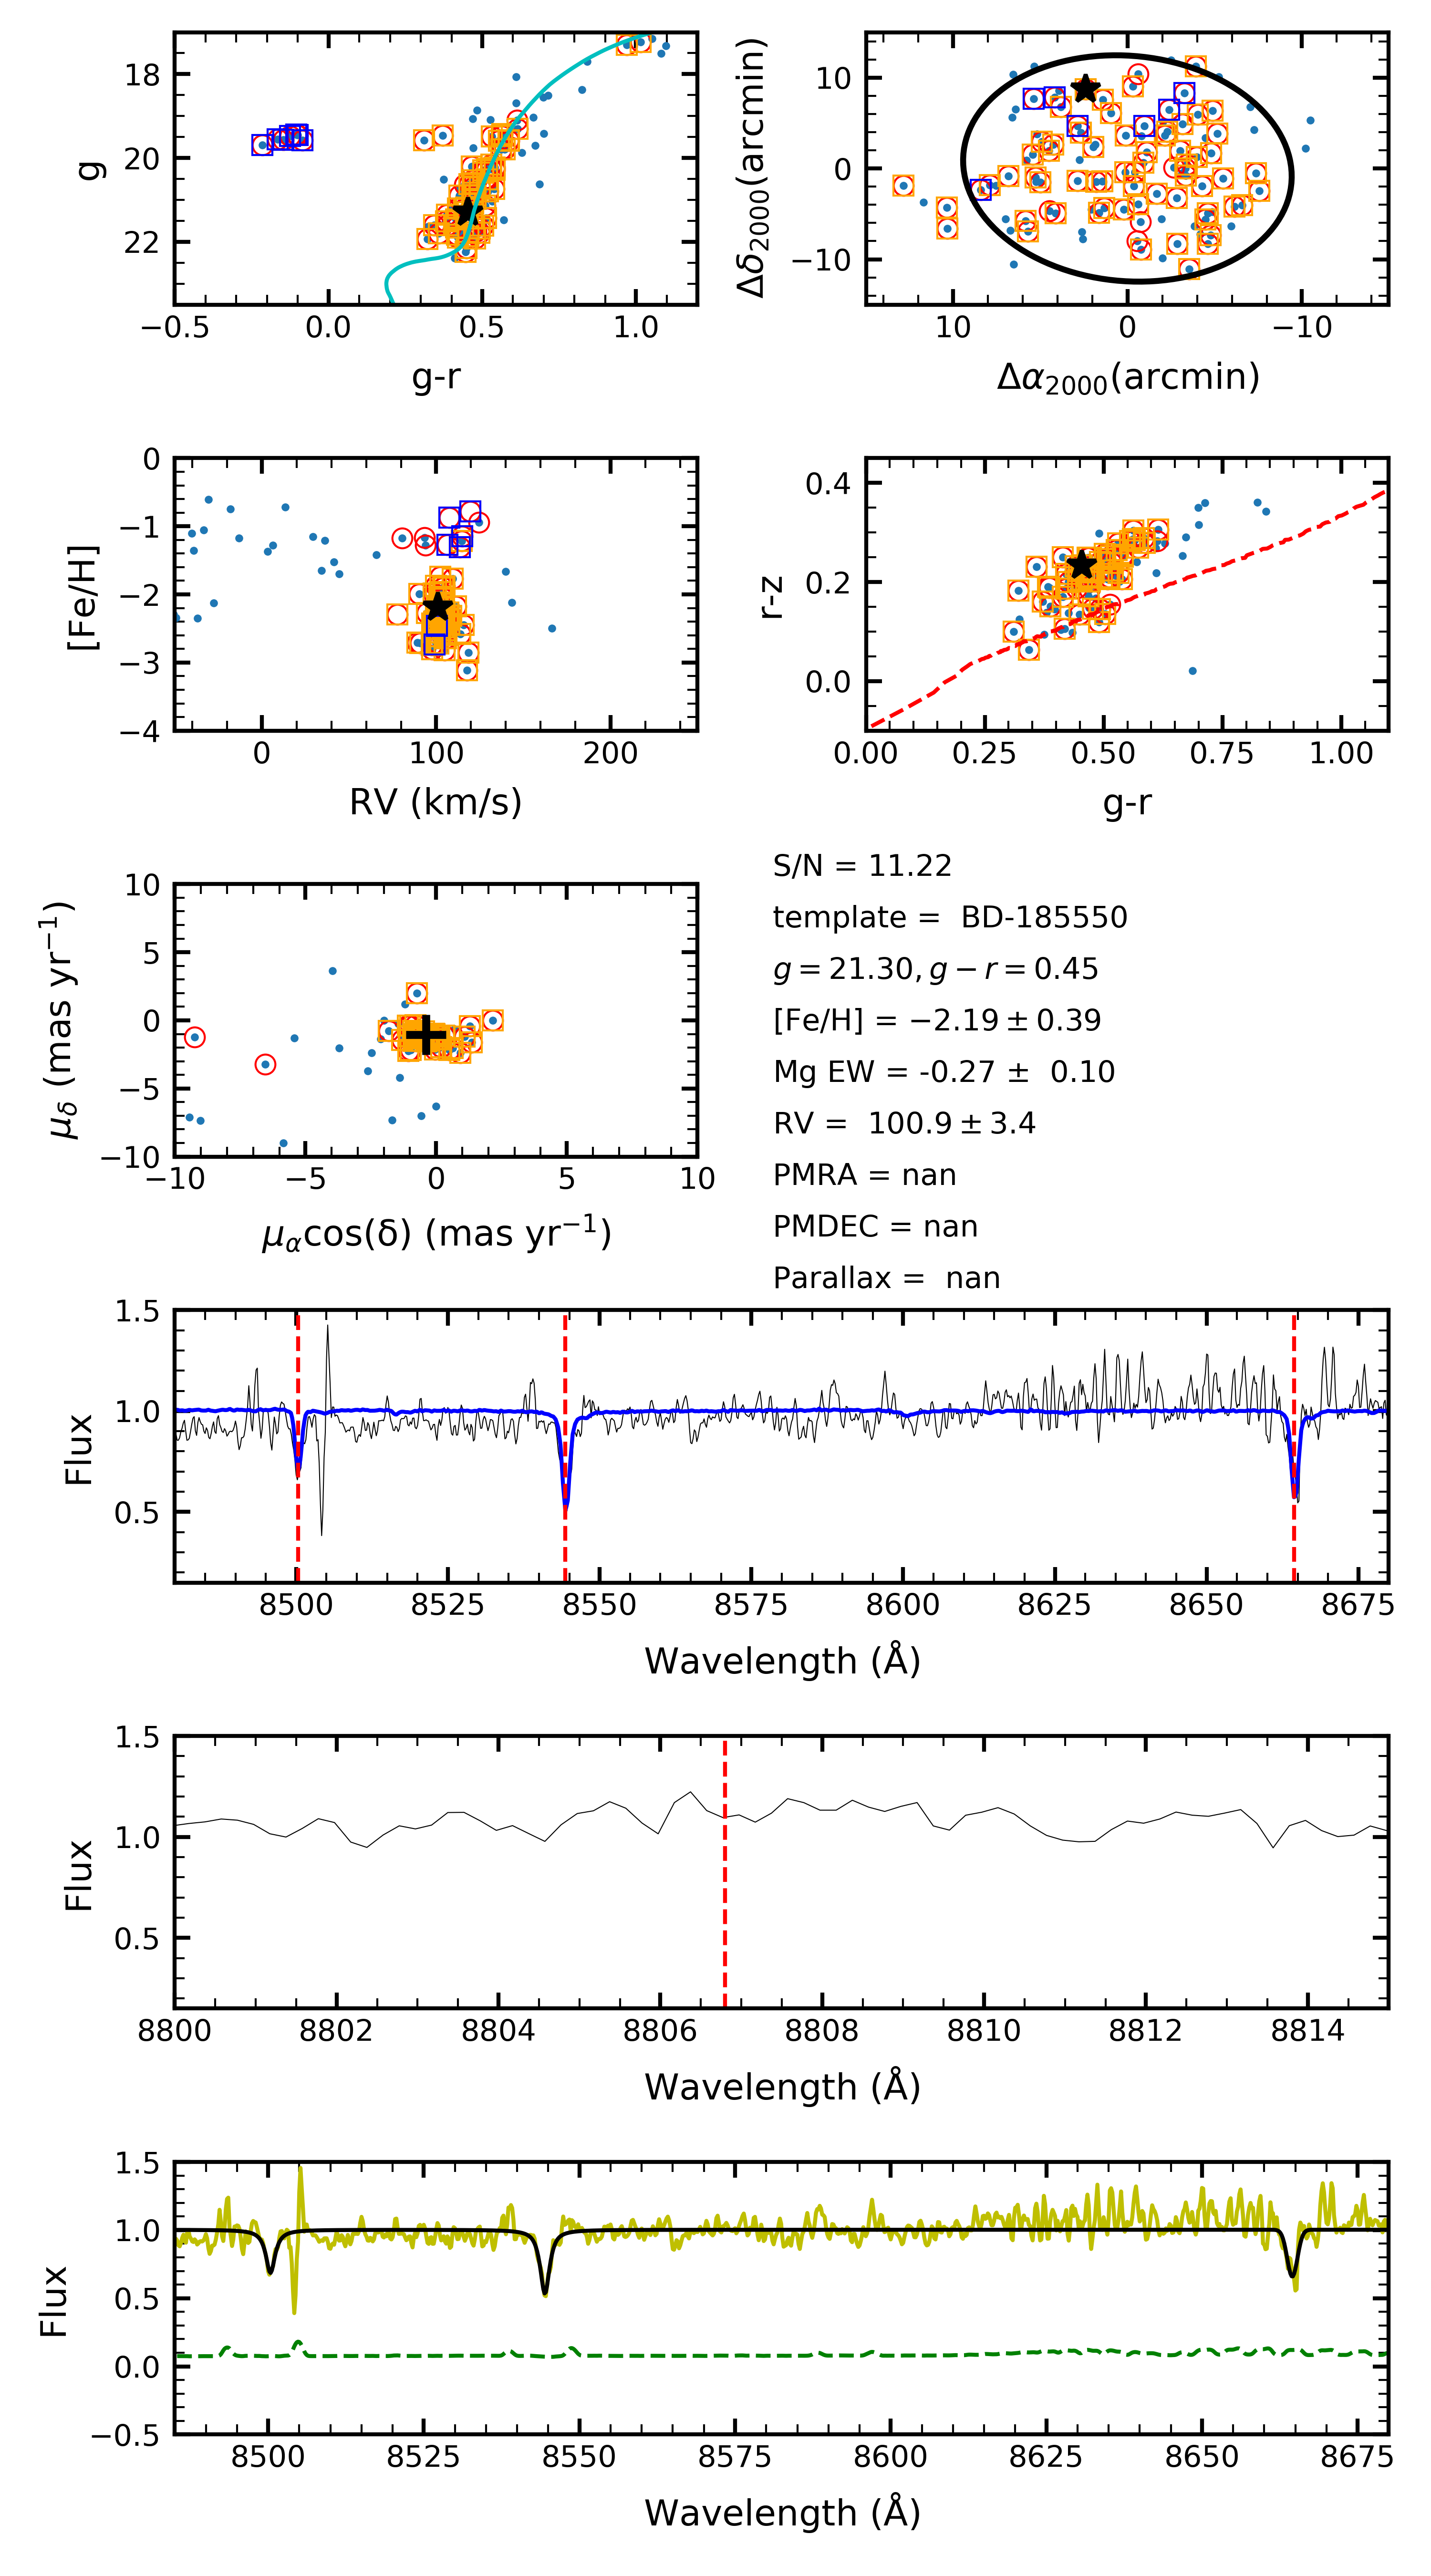 18
20
22
g
−0.5 0.0 0.5 1.0
g-r
10
0
−10
Δδ2000(arcmin)
10 0 −10
Δα2000(arcmin)
0
−1
−2
−3
−4
[Fe/H]
0 100 200
RV (km/s)
0.4
0.2
0.0
r-z
0.00 0.25 0.50 0.75 1.00
g-r
10
5
0
−5
−10
μδ (mas yr−1)
−10 −5 0 5 10
μαcos(δ) (mas yr−1)
S/N = 11.22
template = BD-185550
g = 21.30, g − r = 0.45
[Fe/H] = −2.19 ± 0.39
Mg EW = -0.27 ± 0.10
RV = 100.9 ± 3.4
PMRA = nan
PMDEC = nan
Parallax = nan
1.5
1.0
0.5
Flux
8500 8525 8550 8575 8600 8625 8650 8675
Wavelength (Å)
1.5
1.0
0.5
Flux
8800 8802 8804 8806 8808 8810 8812 8814
Wavelength (Å)
1.5
1.0
0.5
0.0
−0.5
Flux
8500 8525 8550 8575 8600 8625 8650 8675
Wavelength (Å)